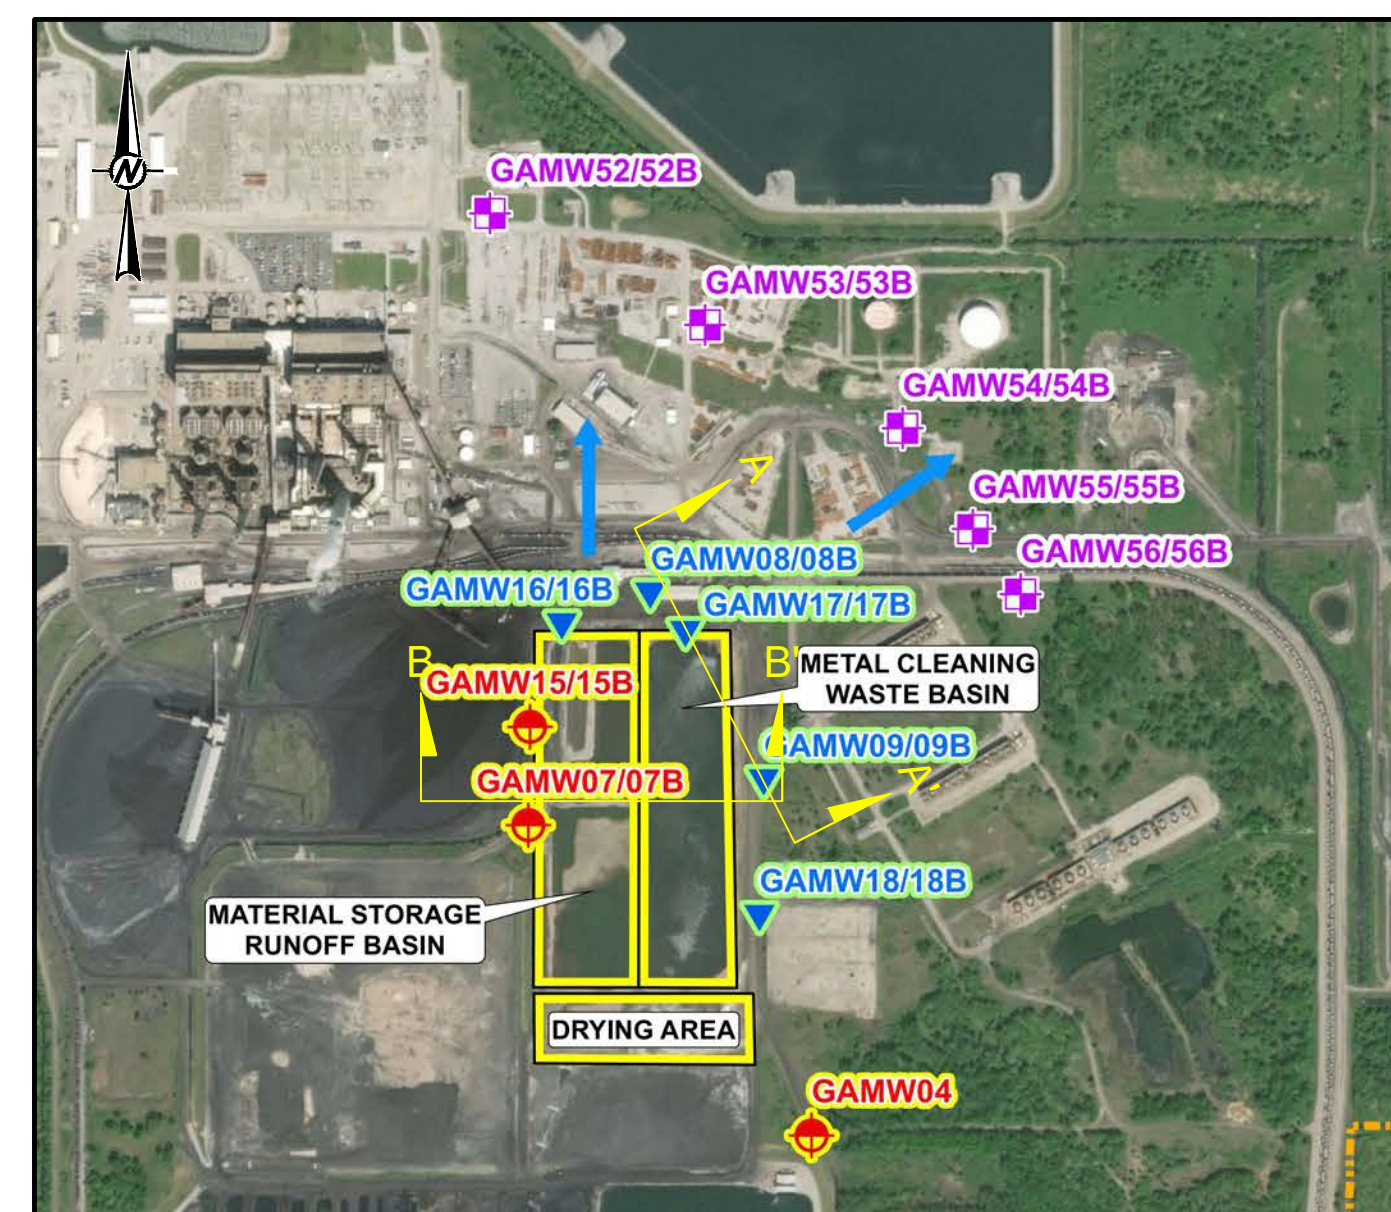 N
GAMW52/52B
GAMW53/53B
GAMW54/54B
A
GAMW55/55B
GAMW56/56B
GAMW08/08B
GAMW16/16B
GAMW17/17B
B
B'
METAL CLEANING
WASTE BASIN
GAMW15/15B
GAMW09/09B
GAMW07/07B
A'
GAMW18/18B
MATERIAL STORAGE
RUNOFF BASIN
DRYING AREA
GAMW04